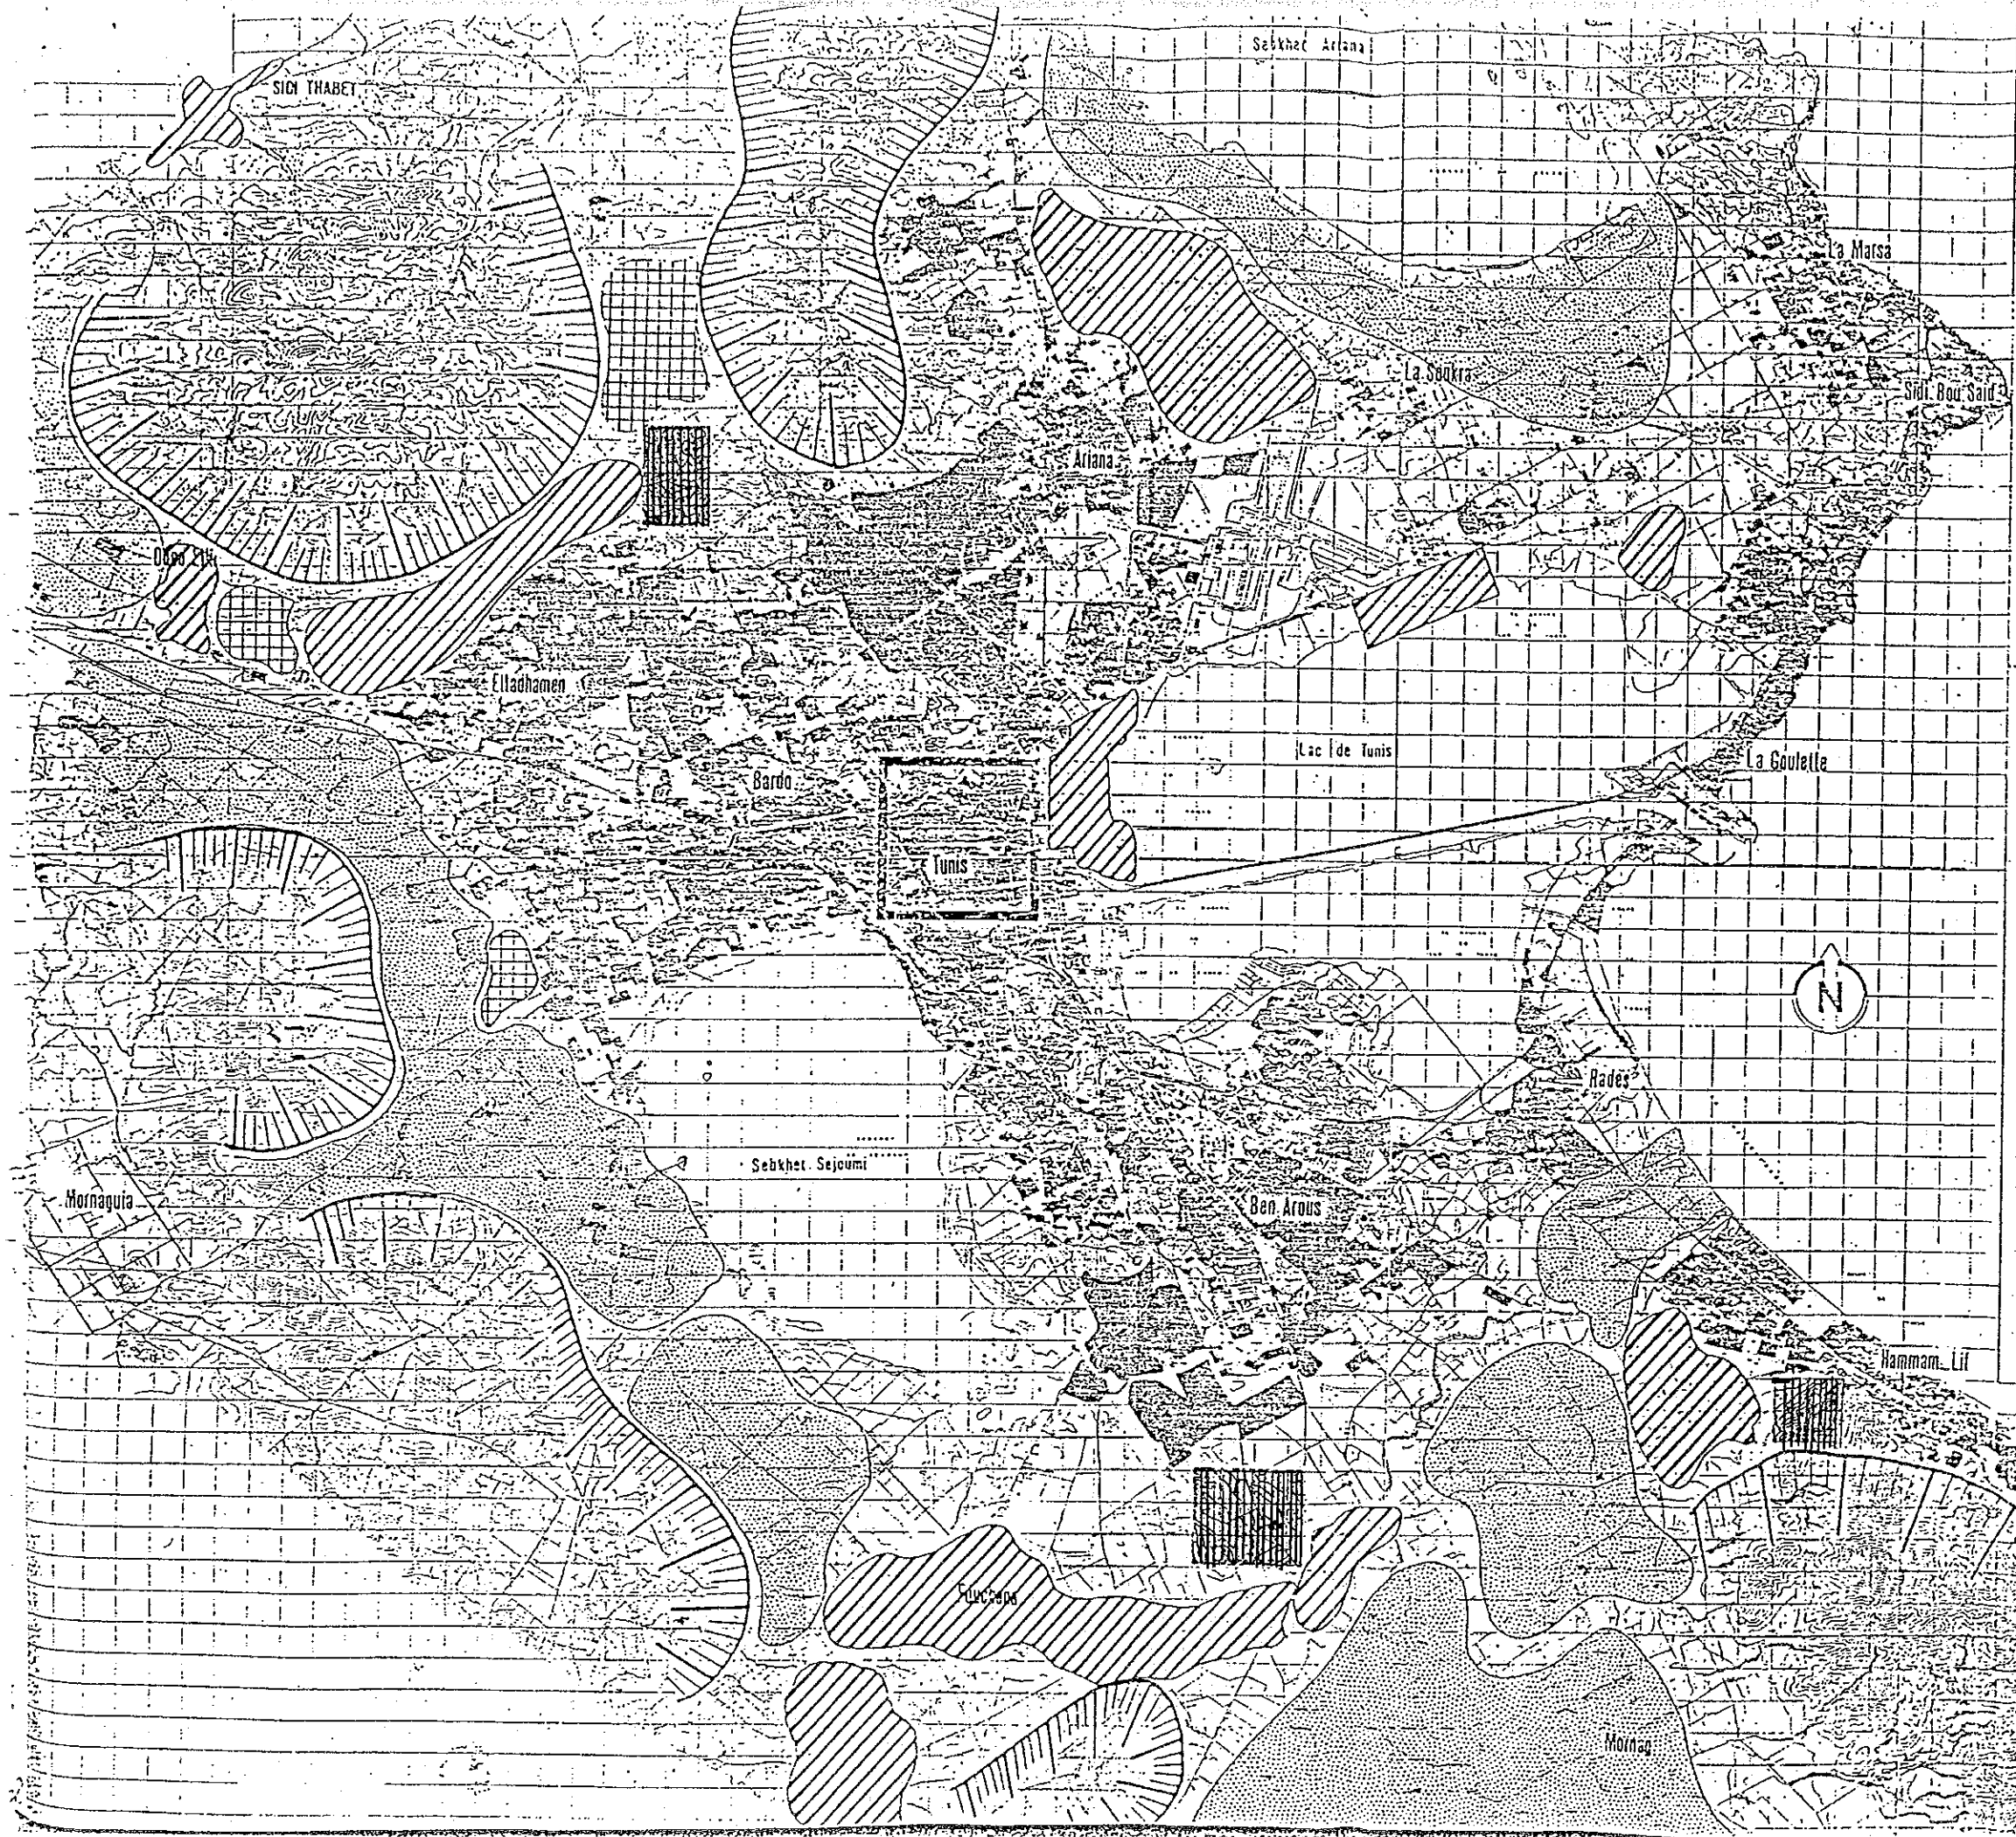 Sebkhet Ariana
SIDI THABET
La Marsa
La Soukra
Sidi Bou Said
Ariana
Ettadhamen
Lac de Tunis
La Goulette
Bardo
Tunis
N
Rades
Sebkhet Sejoumi
Mornaguia
Ben Arous
Hammam Lif
Mornag